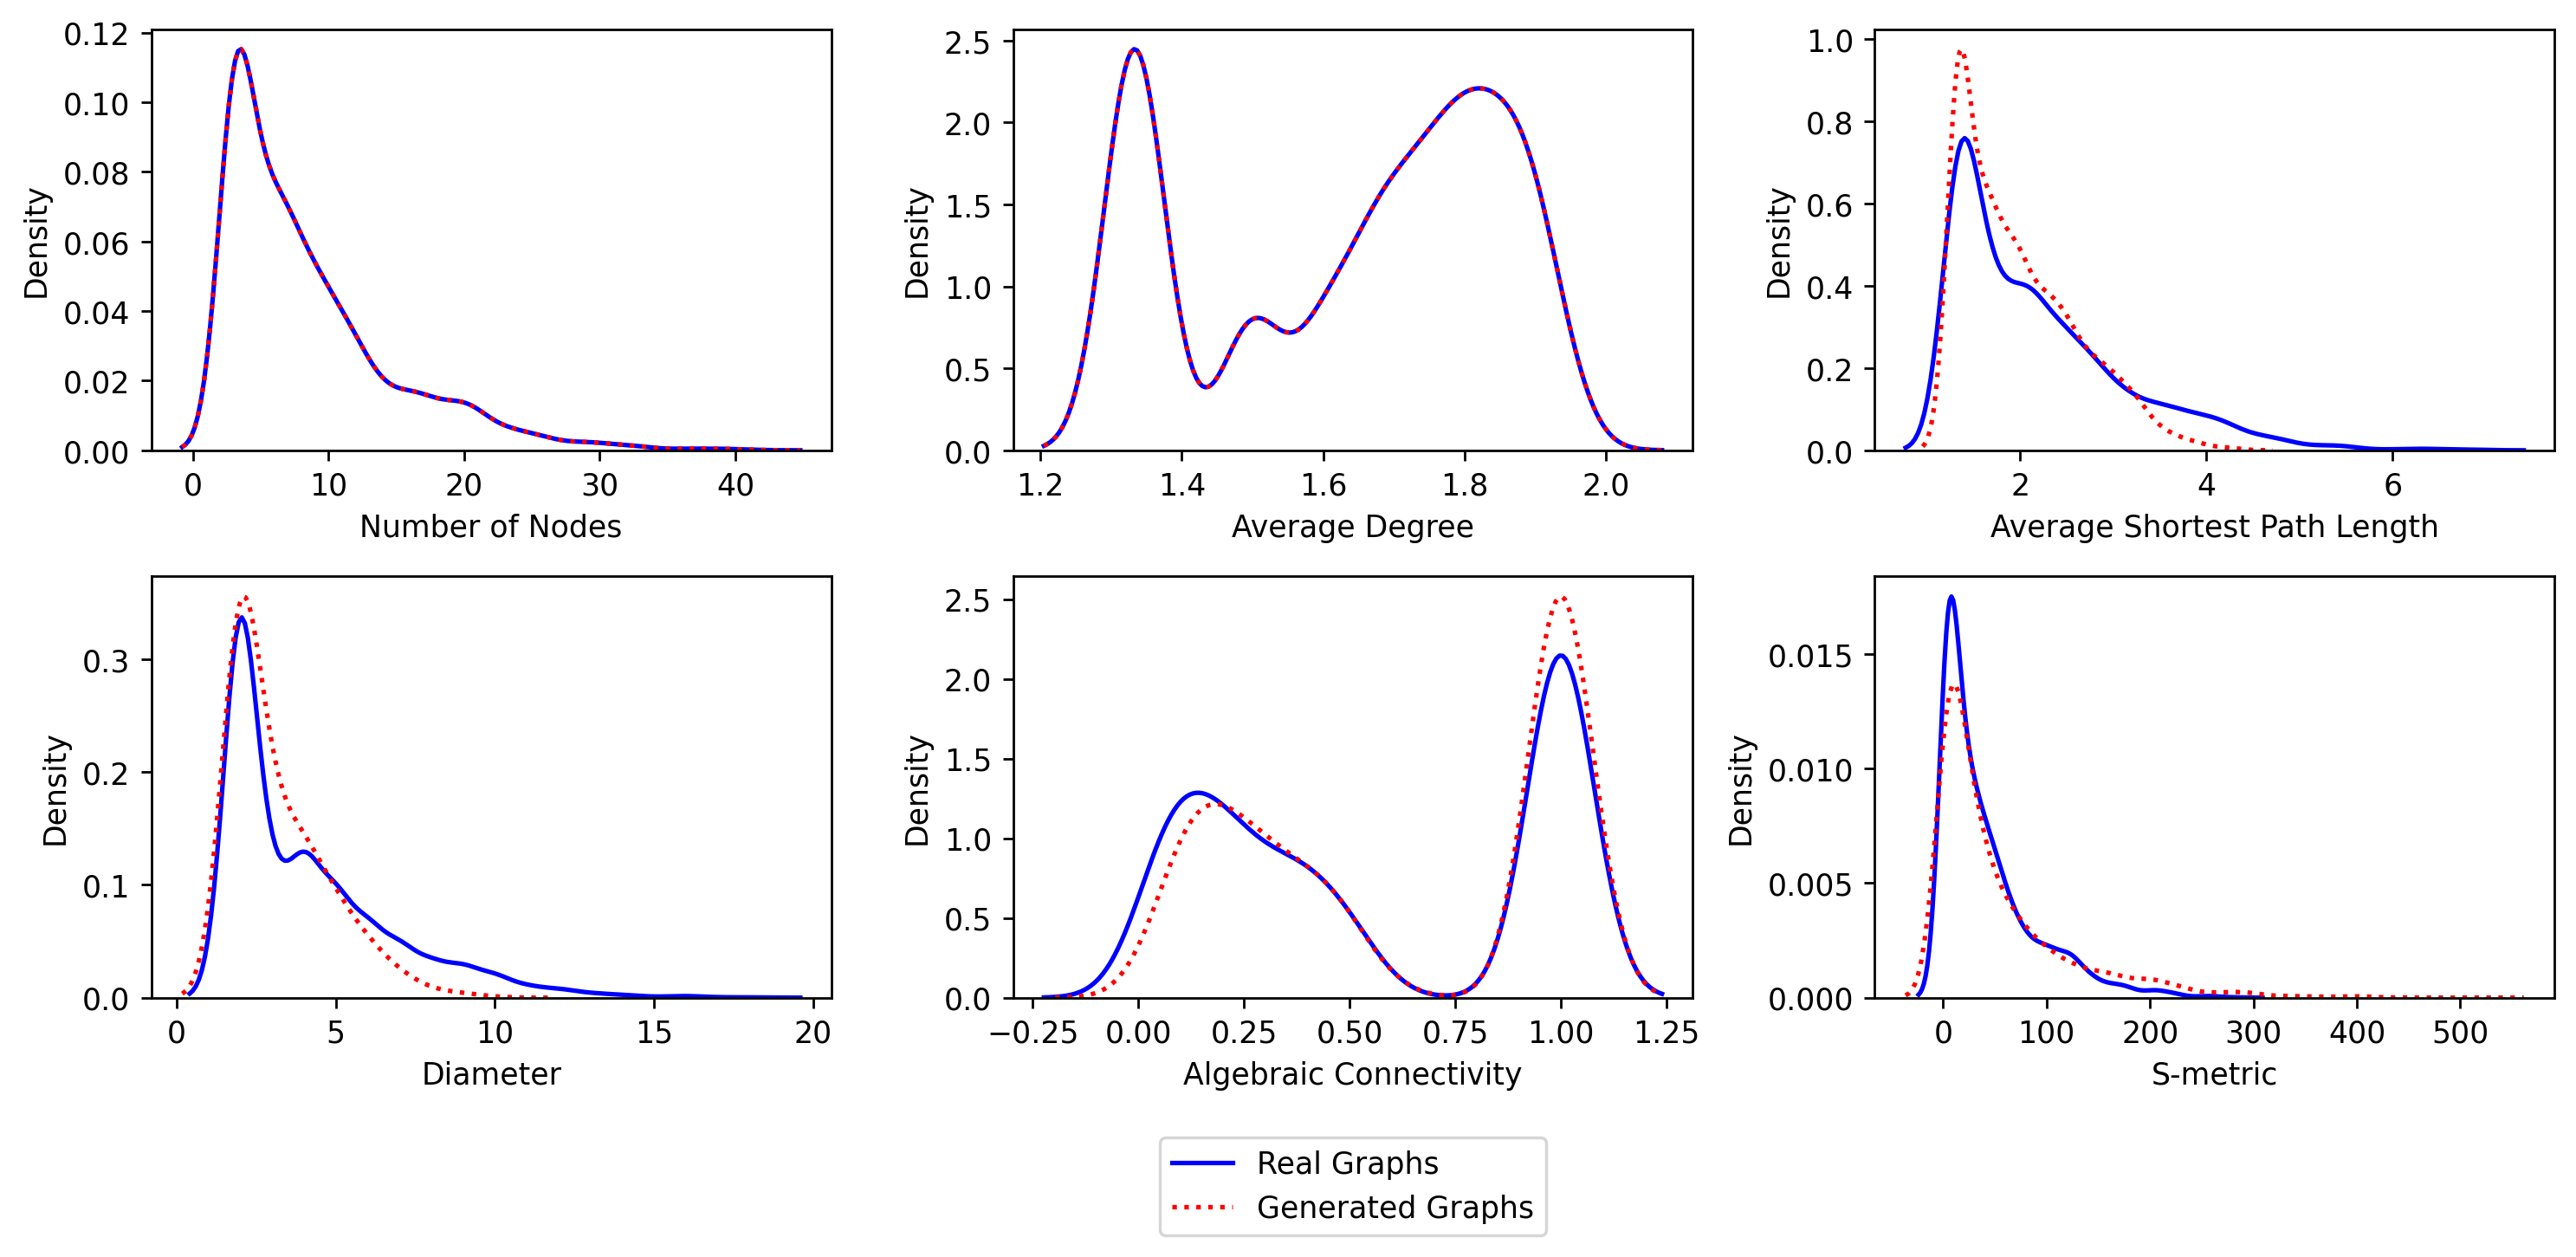 0.12
0.10
0.08
0.06
0.04
0.02
0.00
Density
0 10 20 30 40
Number of Nodes
2.5
2.0
1.5
1.0
0.5
0.0
Density
1.2 1.4 1.6 1.8 2.0
Average Degree
1.0
0.8
0.6
0.4
0.2
0.0
Density
2 4 6
Average Shortest Path Length
0.3
0.2
0.1
0.0
Density
0 5 10 15 20
Diameter
2.5
2.0
1.5
1.0
0.5
0.0
Density
−0.25 0.00 0.25 0.50 0.75 1.00 1.25
Algebraic Connectivity
0.015
0.010
0.005
0.000
Density
0 100 200 300 400 500
S-metric
Real Graphs
Generated Graphs